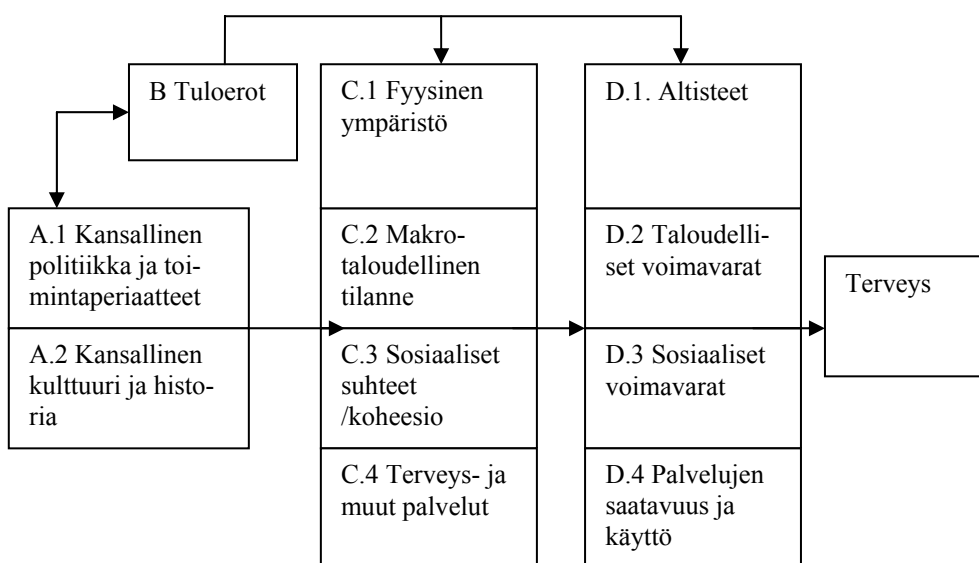 B Tuloerot
A.1 Kansallinen
politiikka ja toi-
mintaperiaatteet
A.2 Kansallinen
kulttuuri ja histo-
ria
C.1 Fyysinen
ympäristö
C.2 Makro-
taloudellinen
tilanne
C.3 Sosiaaliset
suhteet
/koheesio
C.4 Terveys- ja
muut palvelut
D.1. Altisteet
D.2 Taloudelli-
set voimavarat
D.3 Sosiaaliset
voimavarat
D.4 Palvelujen
saatavuus ja
käyttö
Terveys